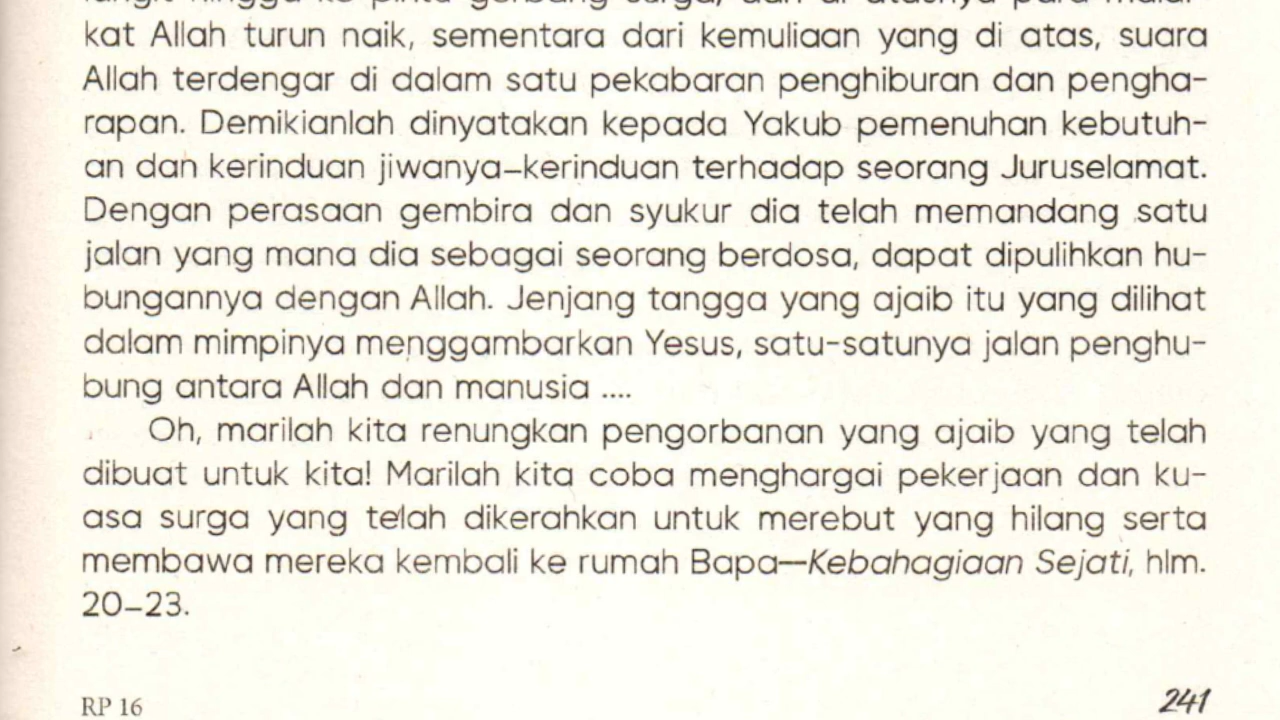 kat Allah turun naik, sementara dari kemuliaan yang di atas, suara
Allah terdengar di dalam satu pekabaran penghiburan dan pengha-
rapan. Demikianlah dinyatakan kepada Yakub pemenuhan kebutuh-
an dan kerinduan jiwanya–kerinduan terhadap seorang Juruselamat.
Dengan perasaan gembira dan syukur dia telah memandang satu
jalan yang mana dia sebagai seorang berdosa, dapat dipulihkan hu-
bungannya dengan Allah. Jenjang tangga yang ajaib itu yang dilihat
dalam mimpinya menggambarkan Yesus, satu-satunya jalan penghu-
bung antara Allah dan manusia ....
Oh, marilah kita renungkan pengorbanan yang ajaib yang telah
dibuat untuk kita! Marilah kita coba menghargai pekerjaan dan ku-
asa surga yang telah dikerahkan untuk merebut yang hilang serta
membawa mereka kembali ke rumah Bapa—Kebahagiaan Sejati, hlm.
20–23.
RP 16
241